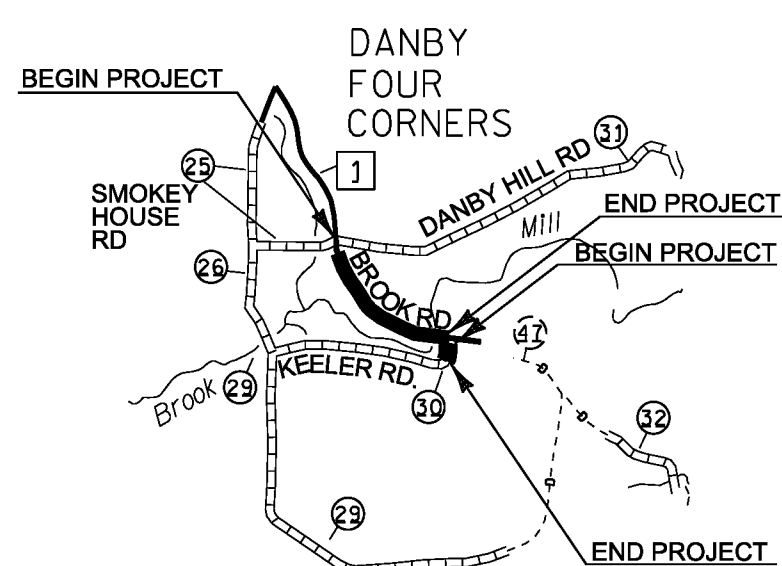 DANBY
FOUR
CORNERS
BEGIN PROJECT
31
25
1
DANBY HILL RD
SMOKEY
HOUSE
RD
END PROJECT
Mill
BEGIN PROJECT
26
BROOK RD
47
KEELER RD.
Brook
29
30
32
29
END PROJECT